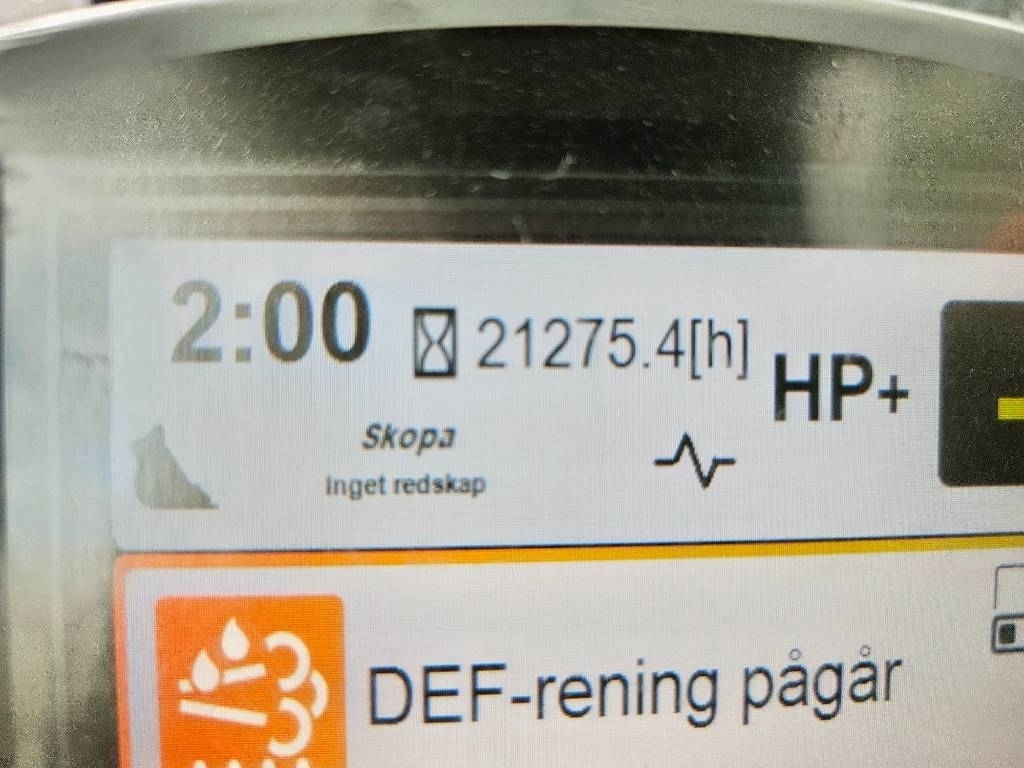 2:00
21275.4[h]
HP+
Skopa
Inget redskap
DEF-rening pågår